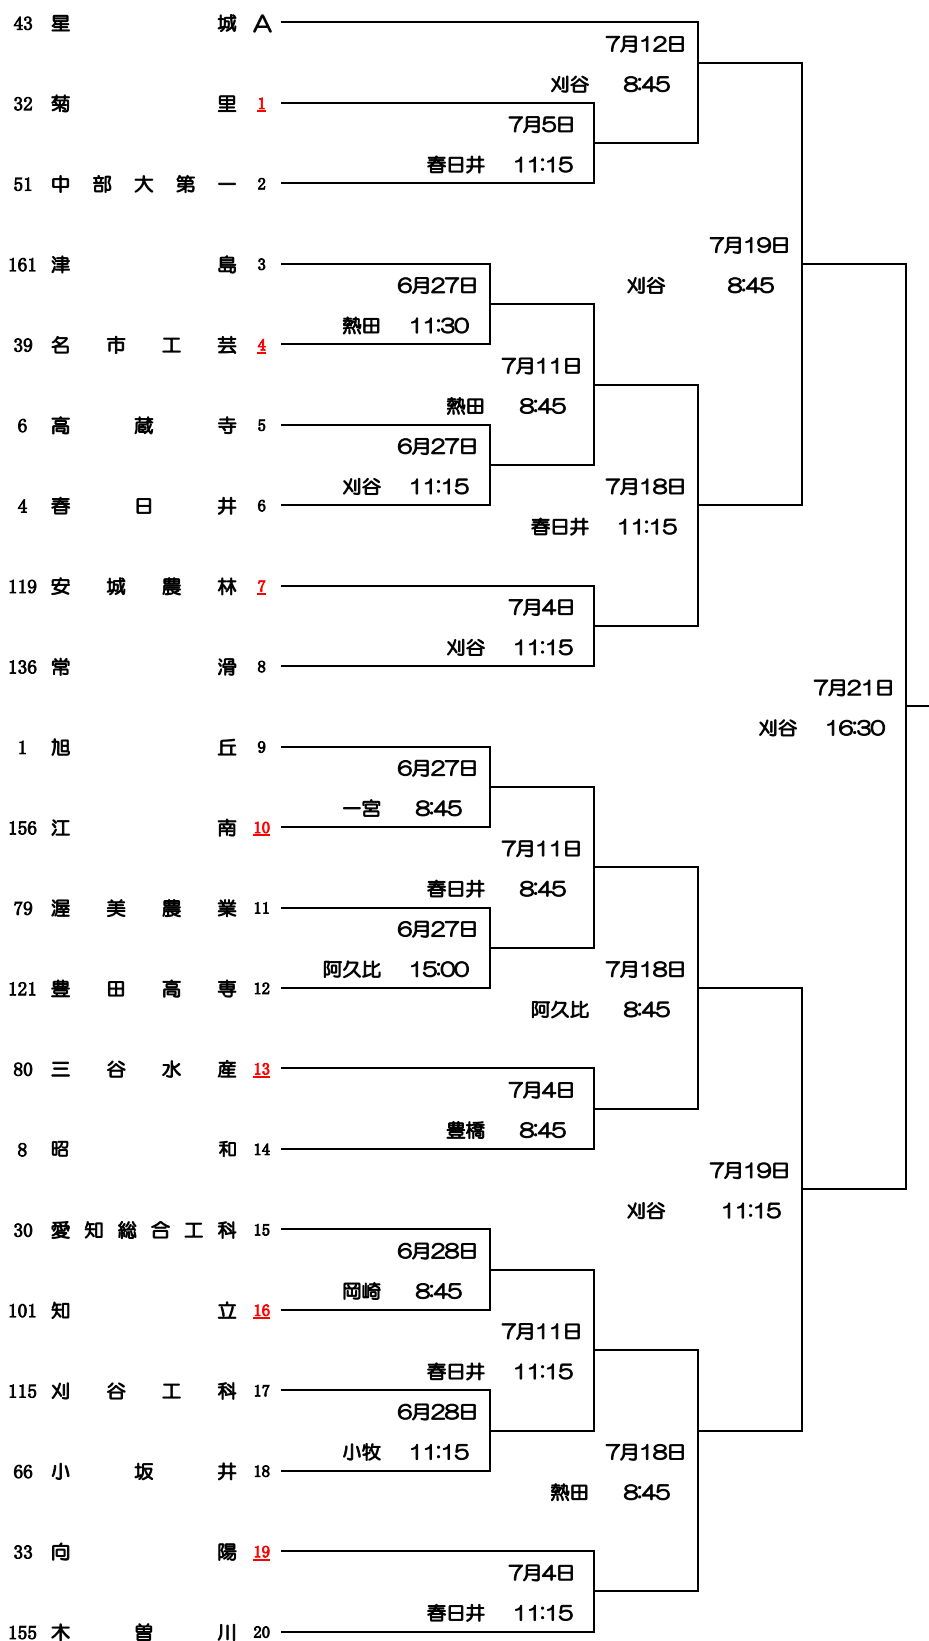 43 星城 A
7月12日
刈谷 8:45
32 菊里 1
7月5日
春日井 11:15
51 中部大第一 2
7月19日
刈谷 8:45
161 津島 3
6月27日
熱田 11:30
39 名市工芸 4
7月11日
熱田 8:45
6 高蔵寺 5
6月27日
刈谷 11:15
7月18日
春日井 11:15
4 春日井 6
119 安城農林 7
7月4日
刈谷 11:15
136 常滑 8
7月21日
刈谷 16:30
1 旭丘 9
6月27日
一宮 8:45
156 江南 10
7月11日
春日井 8:45
79 渥美農業 11
6月27日
阿久比 15:00
7月18日
阿久比 8:45
121 豊田高専 12
80 三谷水産 13
7月4日
豊橋 8:45
8 昭和 14
7月19日
刈谷 11:15
30 愛知総合工科 15
6月28日
岡崎 8:45
101 知立 16
7月11日
春日井 11:15
115 刈谷工科 17
6月28日
小牧 11:15
7月18日
熱田 8:45
66 小坂井 18
33 向陽 19
7月4日
春日井 11:15
155 木曽川 20